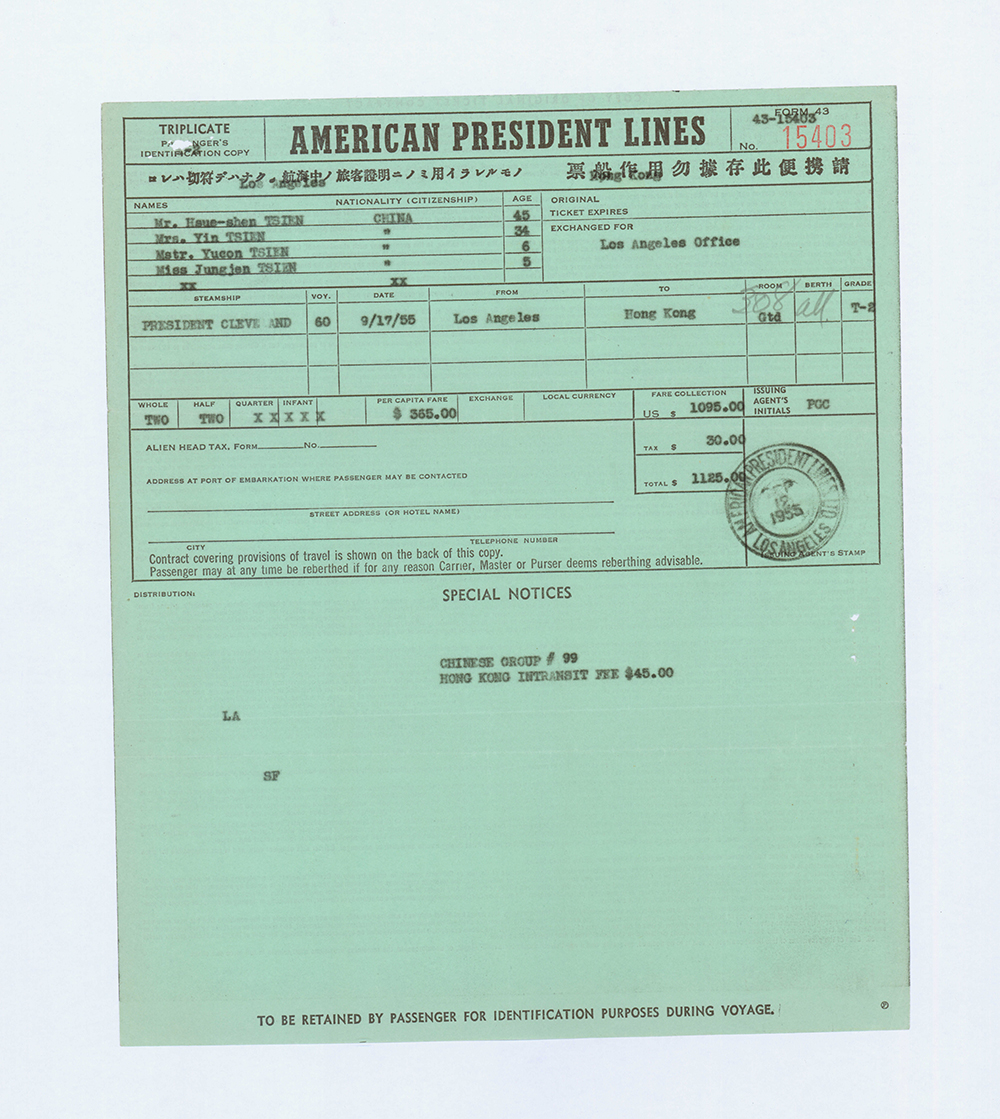 TRIPLICATE
PASSENGER'S
IDENTIFICATION COPY
AMERICAN PRESIDENT LINES
FORM 43
43-15403
No. 15403
コレハ切符デハナク、航海中ノ旅客證明ニノミ用イラレルモノ
Los Angeles
票船作用勿據存此便携請
Hong Kong
NAMES NATIONALITY (CITIZENSHIP) AGE
Mr. Hsue-shen TSIEN CHINA 45
Mrs. Yin TSIEN " 34
Mstr. Yucon TSIEN " 6
Miss Jungjen TSIEN " 5
XX XX
ORIGINAL
TICKET EXPIRES
EXCHANGED FOR
Los Angeles Office
STEAMSHIP VOY. DATE FROM TO ROOM BERTH GRADE
PRESIDENT CLEVE AND 60 9/17/55 Los Angeles Hong Kong 308 Gtd all T-2
WHOLE HALF QUARTER INFANT PER CAPITA FARE EXCHANGE LOCAL CURRENCY FARE COLLECTION ISSUING AGENT'S INITIALS
TWO TWO X X X X X $ 365.00 US $ 1095.00 PGC
ALIEN HEAD TAX, FORM No. TAX $ 30.00
ADDRESS AT PORT OF EMBARKATION WHERE PASSENGER MAY BE CONTACTED TOTAL $ 1125.00
AMERICAN PRESIDENT LINES LTD
12
1955
LOS ANGELES
STREET ADDRESS (OR HOTEL NAME)
CITY TELEPHONE NUMBER
ISSUING AGENT'S STAMP
Contract covering provisions of travel is shown on the back of this copy.
Passenger may at any time be reberthed if for any reason Carrier, Master or Purser deems reberthing advisable.
DISTRIBUTION:
SPECIAL NOTICES
CHINESE GROUP # 99
HONG KONG INTRANSIT FEE $45.00
LA
SF
TO BE RETAINED BY PASSENGER FOR IDENTIFICATION PURPOSES DURING VOYAGE.